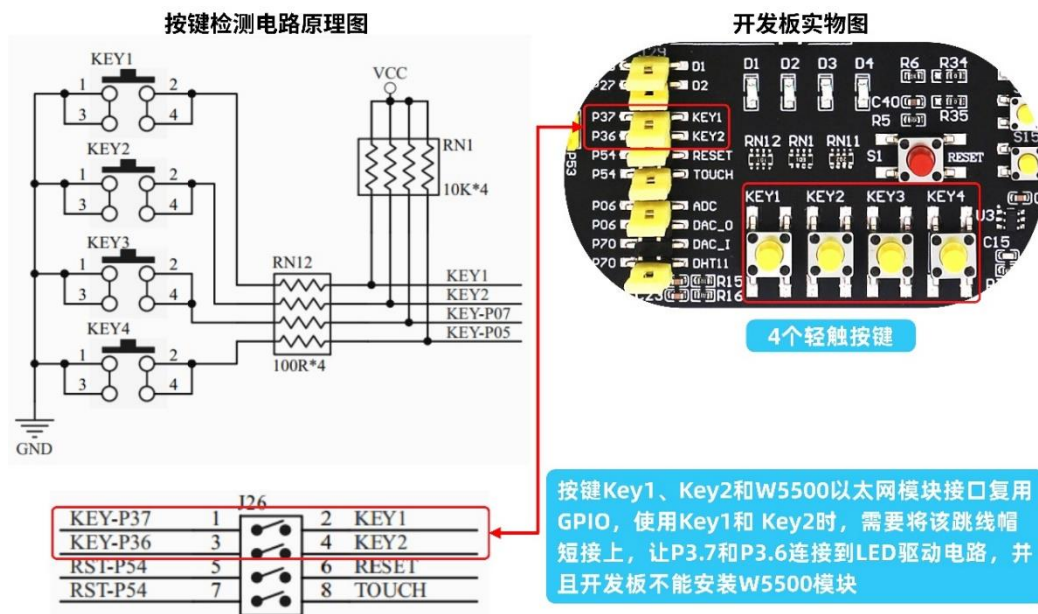 按键检测电路原理图
KEY1
1 2
3 4
KEY2
1 2
3 4
KEY3
1 2
3 4
KEY4
1 2
3 4
GND
VCC
RN1
10K*4
RN12
100R*4
KEY1
KEY2
KEY-P07
KEY-P05
J26
KEY-P37 1 2 KEY1
KEY-P36 3 4 KEY2
RST-P54 5 6 RESET
RST-P54 7 8 TOUCH
开发板实物图
D1
P27 D2
P37 KEY1
P36 KEY2
P54 RESET
P54 TOUCH
P06 ADC
P06 DAC_O
P70 DAC_I
P70 DHT11
R15
R16
D1 D2 D3 D4
R6 R34
C40
R5 R35
RN12 RN1 RN11
S1 RESET
S15
KEY1 KEY2 KEY3 KEY4
U3
C15
4个轻触按键
按键Key1、Key2和W5500以太网模块接口复用
GPIO，使用Key1和 Key2时，需要将该跳线帽
短接上，让P3.7和P3.6连接到LED驱动电路，并
且开发板不能安装W5500模块